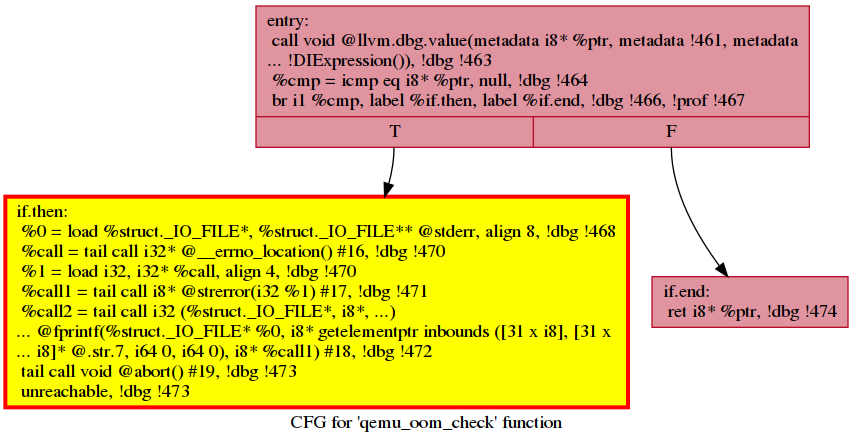 entry:
call void @llvm.dbg.value(metadata i8* %ptr, metadata !461, metadata
... !DIExpression()), !dbg !463
%cmp = icmp eq i8* %ptr, null, !dbg !464
br i1 %cmp, label %if.then, label %if.end, !dbg !466, !prof !467
T F
if.then:
%0 = load %struct._IO_FILE*, %struct._IO_FILE** @stderr, align 8, !dbg !468
%call = tail call i32* @__errno_location() #16, !dbg !470
%1 = load i32, i32* %call, align 4, !dbg !470
%call1 = tail call i8* @strerror(i32 %1) #17, !dbg !471
%call2 = tail call i32 (%struct._IO_FILE*, i8*, ...)
... @fprintf(%struct._IO_FILE* %0, i8* getelementptr inbounds ([31 x i8], [31 x
... i8]* @.str.7, i64 0, i64 0), i8* %call1) #18, !dbg !472
tail call void @abort() #19, !dbg !473
unreachable, !dbg !473
if.end:
ret i8* %ptr, !dbg !474
CFG for 'qemu_oom_check' function